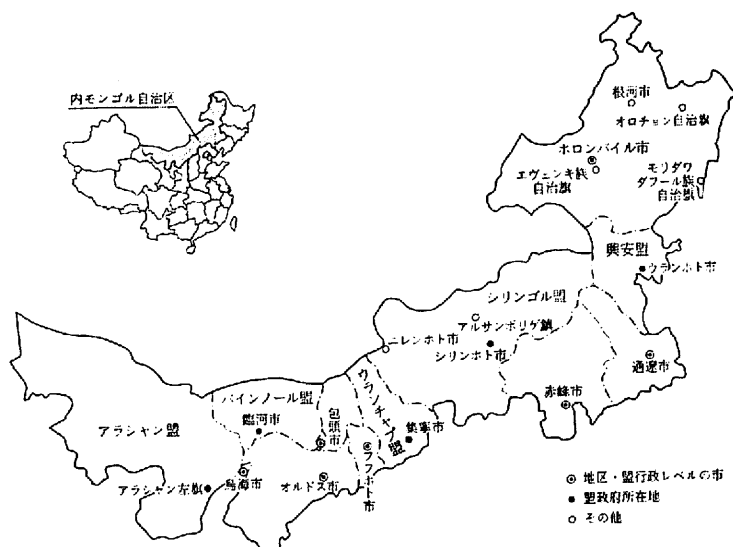 内モンゴル自治区
根河市
オロチョン自治旗
ホロンバイル市
エヴェンキ族
自治旗
モリダワ
ダフール族
自治旗
興安盟
ウランホト市
シリンゴル盟
アルサンボリゲ鎮
ニレンホト市
シリンホト市
通遼市
赤峰市
ウランチャブ盟
集寧市
バインノール盟
臨河市
包頭市
フフホト市
アラシャン盟
アラシャン左旗
烏海市
オルドス市
地区・盟行政レベルの市
盟政府所在地
その他